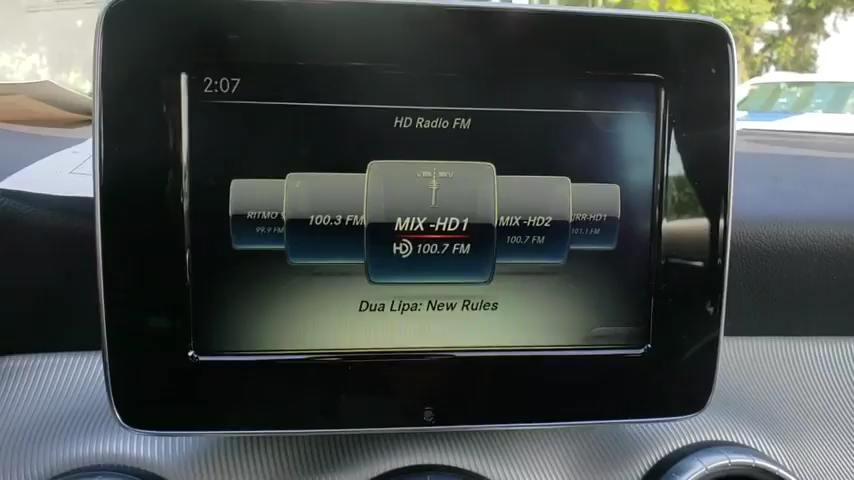 2:07
HD Radio FM
RITMO
99.9 FM
100.3 FM
MIX -HD1
HD 100.7 FM
MIX -HD2
100.7 FM
RR-HD1
101.1 FM
Dua Lipa: New Rules